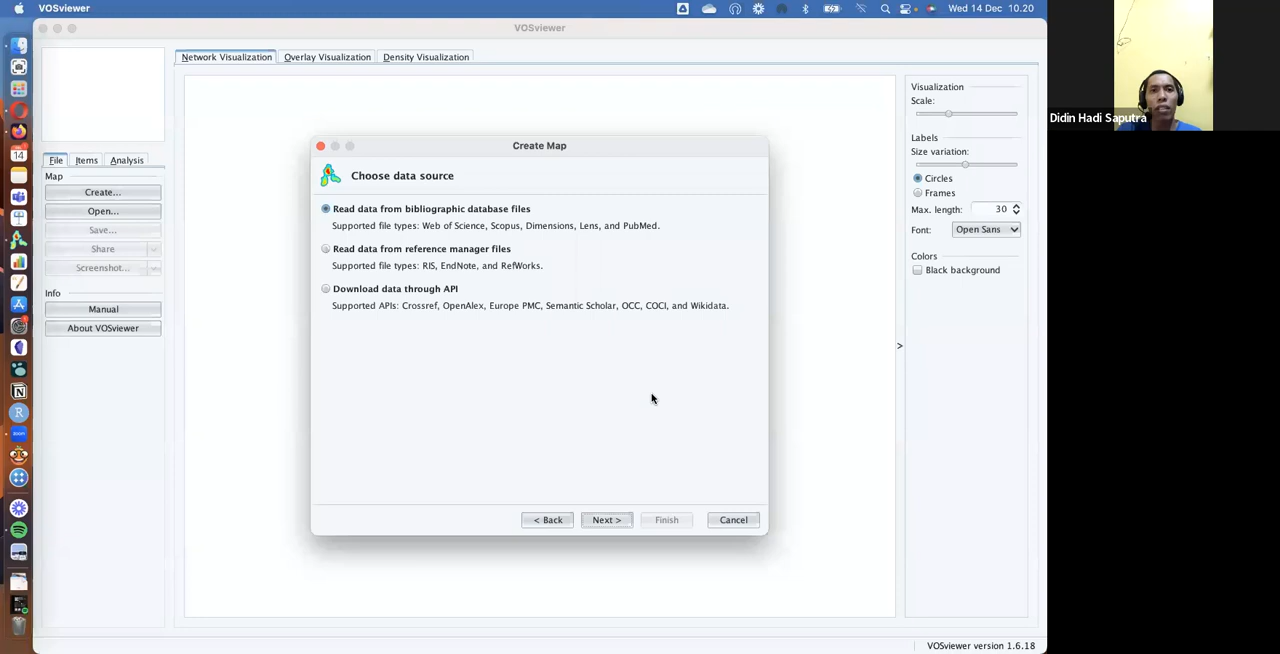 VOSviewer
Wed 14 Dec 10.20
VOSviewer
Network Visualization
Overlay Visualization
Density Visualization
File
Items
Analysis
Map
Create...
Open...
Save...
Share
Screenshot...
Info
Manual
About VOSviewer
Create Map
Choose data source
Read data from bibliographic database files
Supported file types: Web of Science, Scopus, Dimensions, Lens, and PubMed.
Read data from reference manager files
Supported file types: RIS, EndNote, and RefWorks.
Download data through API
Supported APIs: Crossref, OpenAlex, Europe PMC, Semantic Scholar, OCC, COCI, and Wikidata.
< Back
Next >
Finish
Cancel
Visualization
Scale:
Labels
Size variation:
Circles
Frames
Max. length: 30
Font: Open Sans
Colors
Black background
>
VOSviewer version 1.6.18
Didin Hadi Saputra